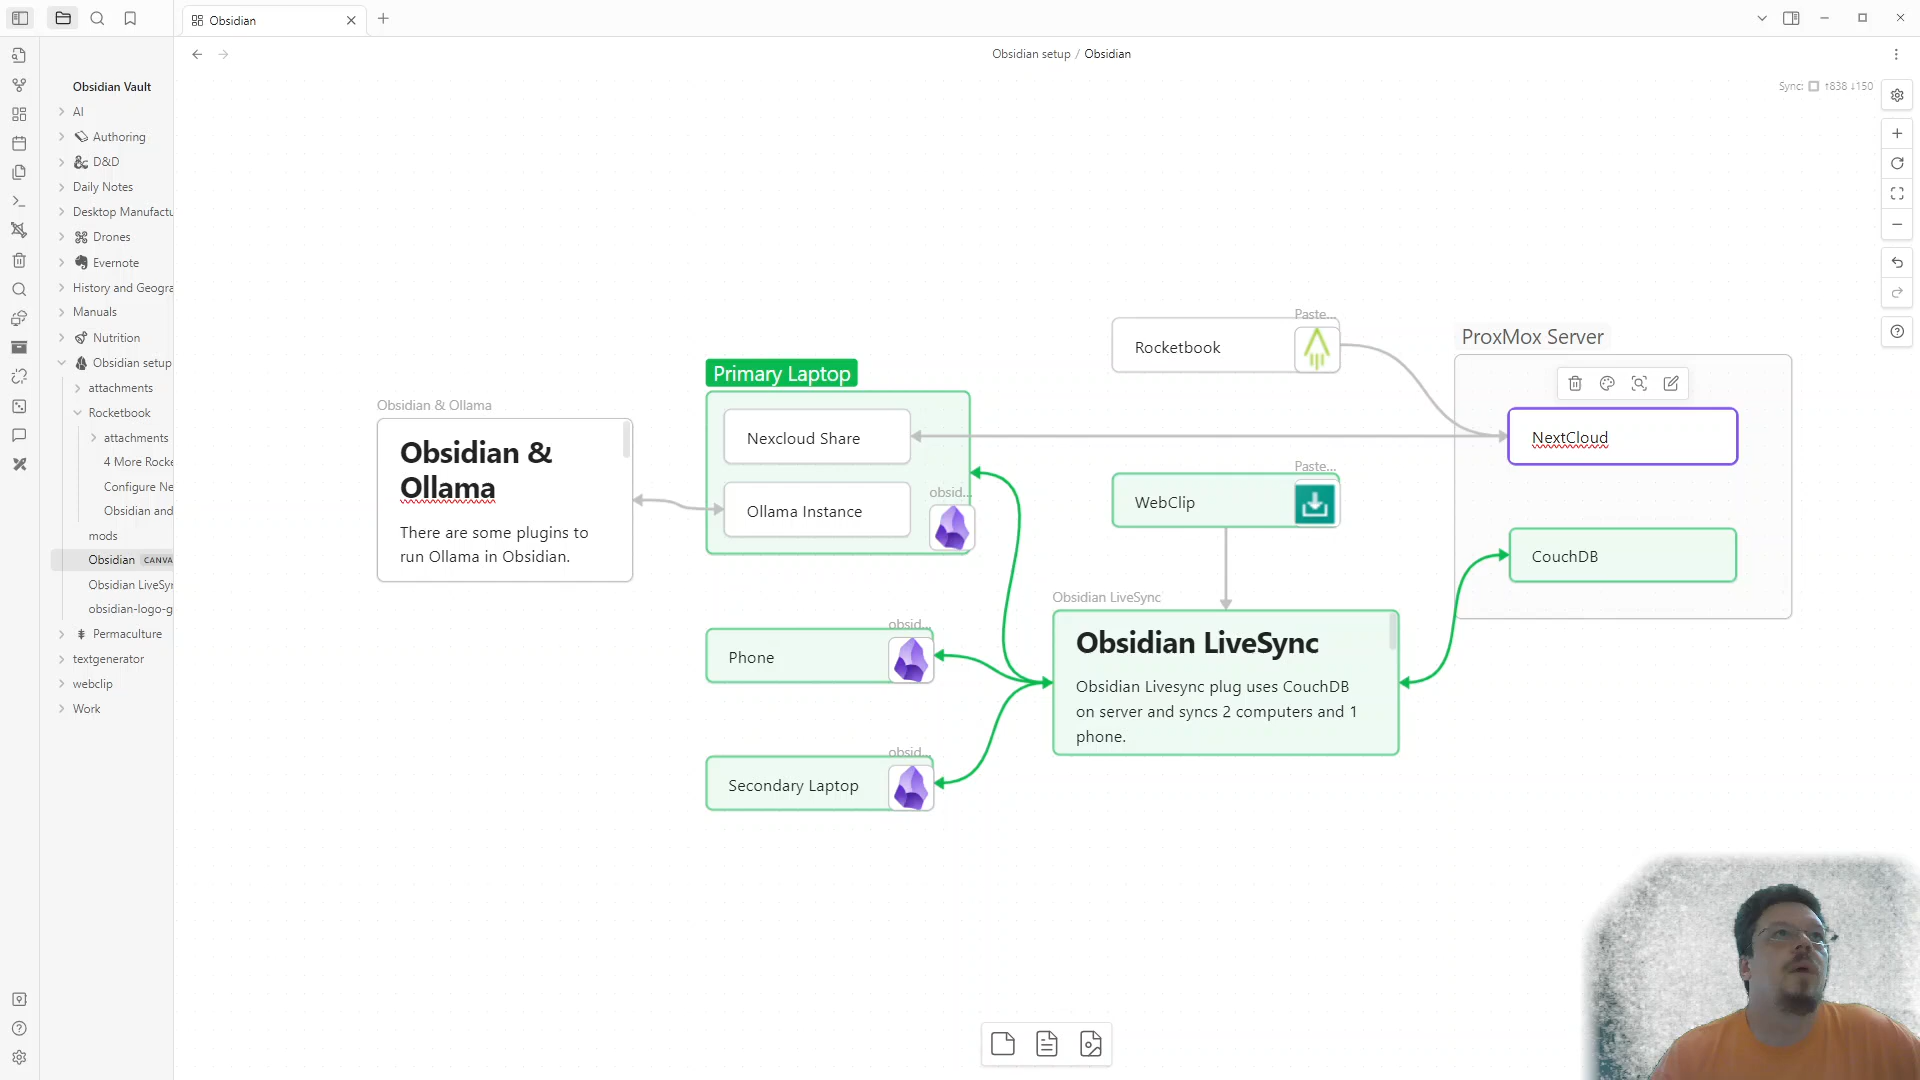 Obsidian
Obsidian setup / Obsidian
Sync: ↑838 ↓150
Obsidian Vault
AI
Authoring
D&D
Daily Notes
Desktop Manufactu
Drones
Evernote
History and Geogra
Manuals
Nutrition
Obsidian setup
attachments
Rocketbook
attachments
4 More Rocke
Configure Ne
Obsidian and
mods
Obsidian CANVA
Obsidian LiveSyn
obsidian-logo-g
Permaculture
textgenerator
webclip
Work
Obsidian & Ollama
Obsidian &
Ollama
There are some plugins to
run Ollama in Obsidian.
Primary Laptop
Nexcloud Share
Ollama Instance
obsid...
Phone
obsid...
Secondary Laptop
obsid...
Paste...
Rocketbook
Paste...
WebClip
Obsidian LiveSync
Obsidian LiveSync
Obsidian Livesync plug uses CouchDB
on server and syncs 2 computers and 1
phone.
ProxMox Server
NextCloud
CouchDB